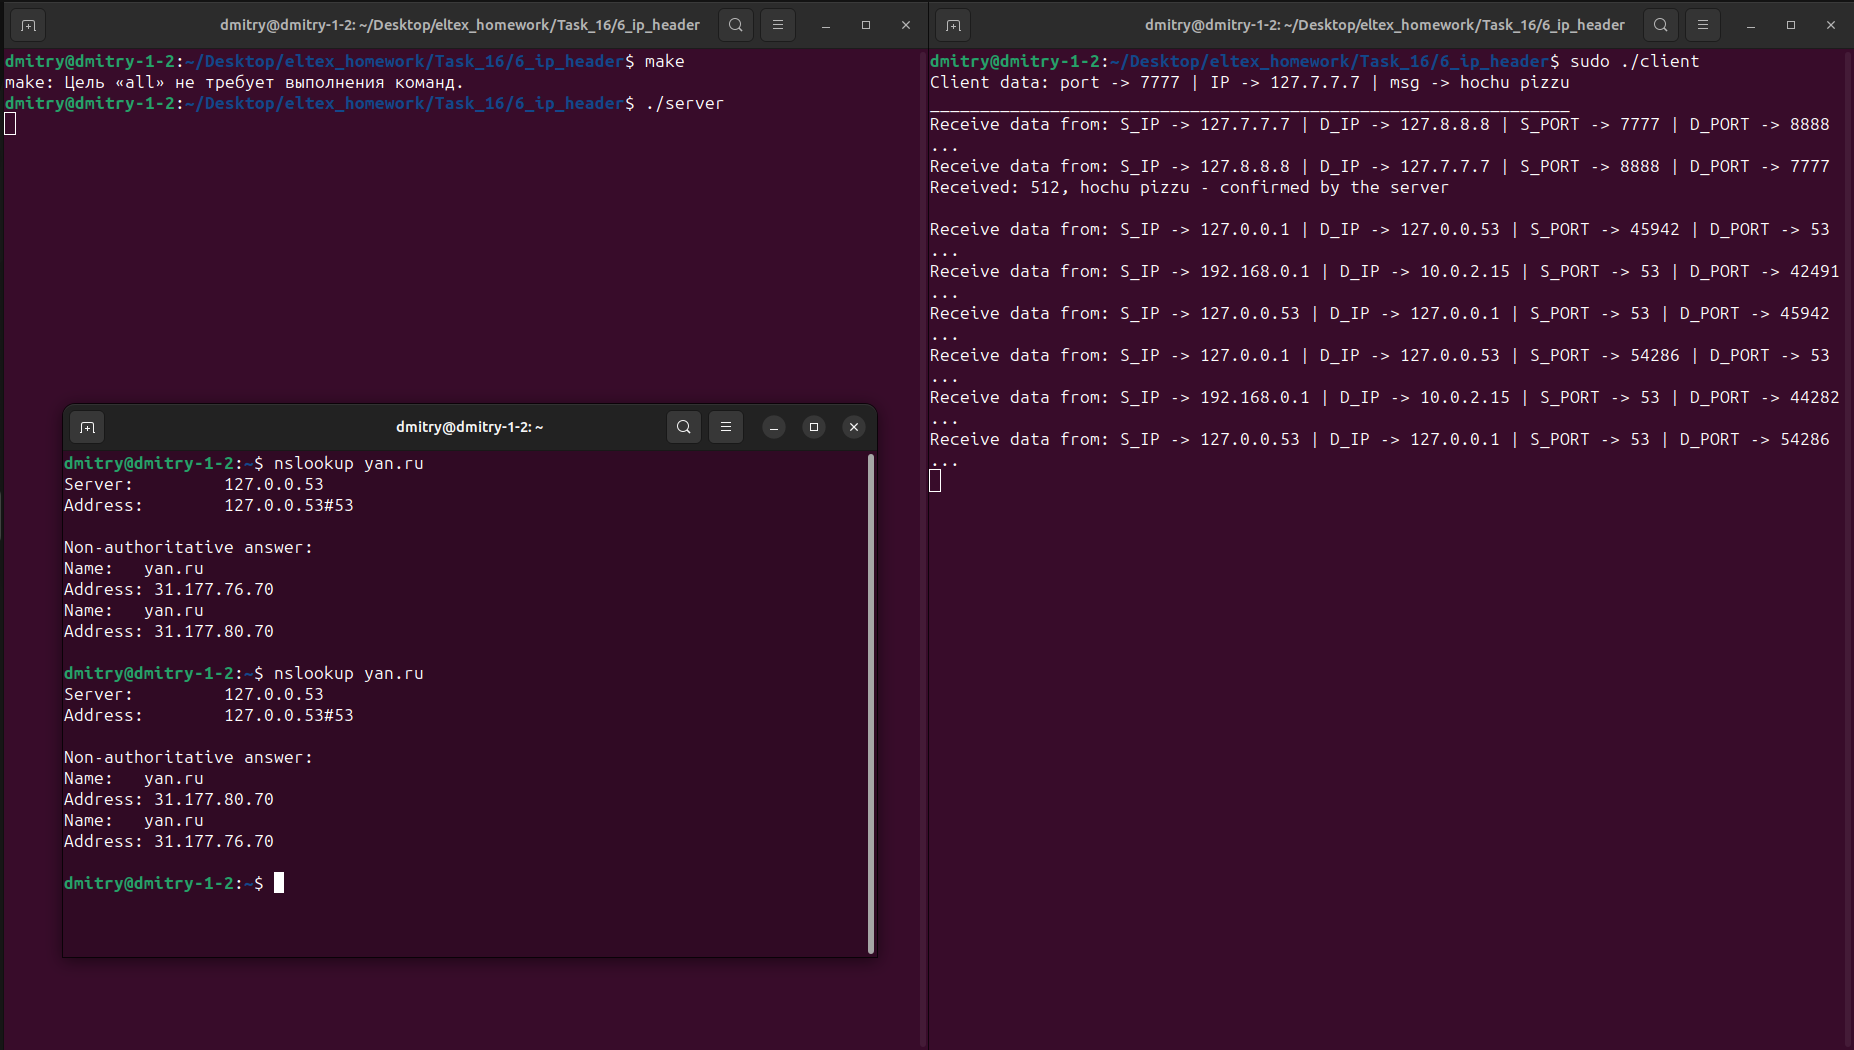 dmitry@dmitry-1-2: ~/Desktop/eltex_homework/Task_16/6_ip_header
dmitry@dmitry-1-2:~/Desktop/eltex_homework/Task_16/6_ip_header$ make
make: Цель «all» не требует выполнения команд.
dmitry@dmitry-1-2:~/Desktop/eltex_homework/Task_16/6_ip_header$ ./server
dmitry@dmitry-1-2: ~
dmitry@dmitry-1-2:~$ nslookup yan.ru
Server:		127.0.0.53
Address:	127.0.0.53#53

Non-authoritative answer:
Name:	yan.ru
Address: 31.177.76.70
Name:	yan.ru
Address: 31.177.80.70

dmitry@dmitry-1-2:~$ nslookup yan.ru
Server:		127.0.0.53
Address:	127.0.0.53#53

Non-authoritative answer:
Name:	yan.ru
Address: 31.177.80.70
Name:	yan.ru
Address: 31.177.76.70

dmitry@dmitry-1-2:~$
dmitry@dmitry-1-2: ~/Desktop/eltex_homework/Task_16/6_ip_header
dmitry@dmitry-1-2:~/Desktop/eltex_homework/Task_16/6_ip_header$ sudo ./client
Client data: port -> 7777 | IP -> 127.7.7.7 | msg -> hochu pizzu
________________________________________________________________
Receive data from: S_IP -> 127.7.7.7 | D_IP -> 127.8.8.8 | S_PORT -> 7777 | D_PORT -> 8888
...
Receive data from: S_IP -> 127.8.8.8 | D_IP -> 127.7.7.7 | S_PORT -> 8888 | D_PORT -> 7777
Received: 512, hochu pizzu - confirmed by the server

Receive data from: S_IP -> 127.0.0.1 | D_IP -> 127.0.0.53 | S_PORT -> 45942 | D_PORT -> 53
...
Receive data from: S_IP -> 192.168.0.1 | D_IP -> 10.0.2.15 | S_PORT -> 53 | D_PORT -> 42491
...
Receive data from: S_IP -> 127.0.0.53 | D_IP -> 127.0.0.1 | S_PORT -> 53 | D_PORT -> 45942
...
Receive data from: S_IP -> 127.0.0.1 | D_IP -> 127.0.0.53 | S_PORT -> 54286 | D_PORT -> 53
...
Receive data from: S_IP -> 192.168.0.1 | D_IP -> 10.0.2.15 | S_PORT -> 53 | D_PORT -> 44282
...
Receive data from: S_IP -> 127.0.0.53 | D_IP -> 127.0.0.1 | S_PORT -> 53 | D_PORT -> 54286
...